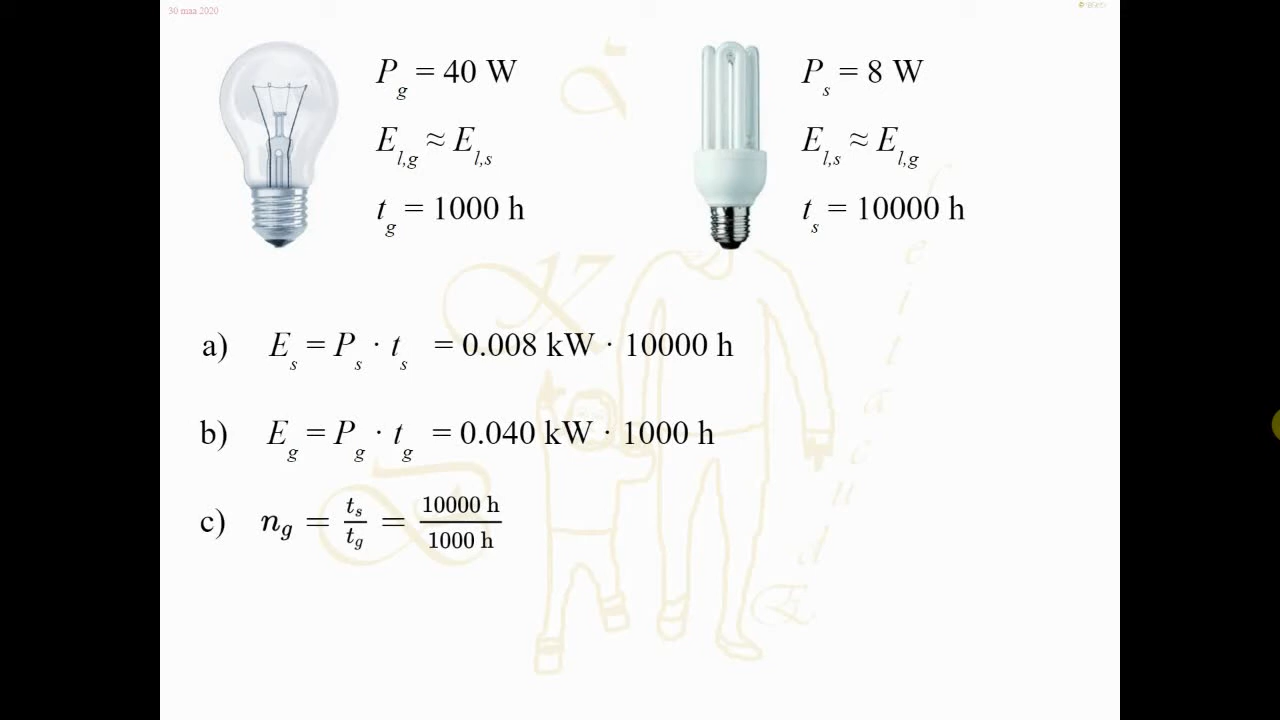 30 maa 2020
P_g = 40 W
E_l,g ≈ E_l,s
t_g = 1000 h
P_s = 8 W
E_l,s ≈ E_l,g
t_s = 10000 h
a) E_s = P_s · t_s = 0.008 kW · 10000 h
b) E_g = P_g · t_g = 0.040 kW · 1000 h
c) n_g = t_s/t_g = 10000 h/1000 h